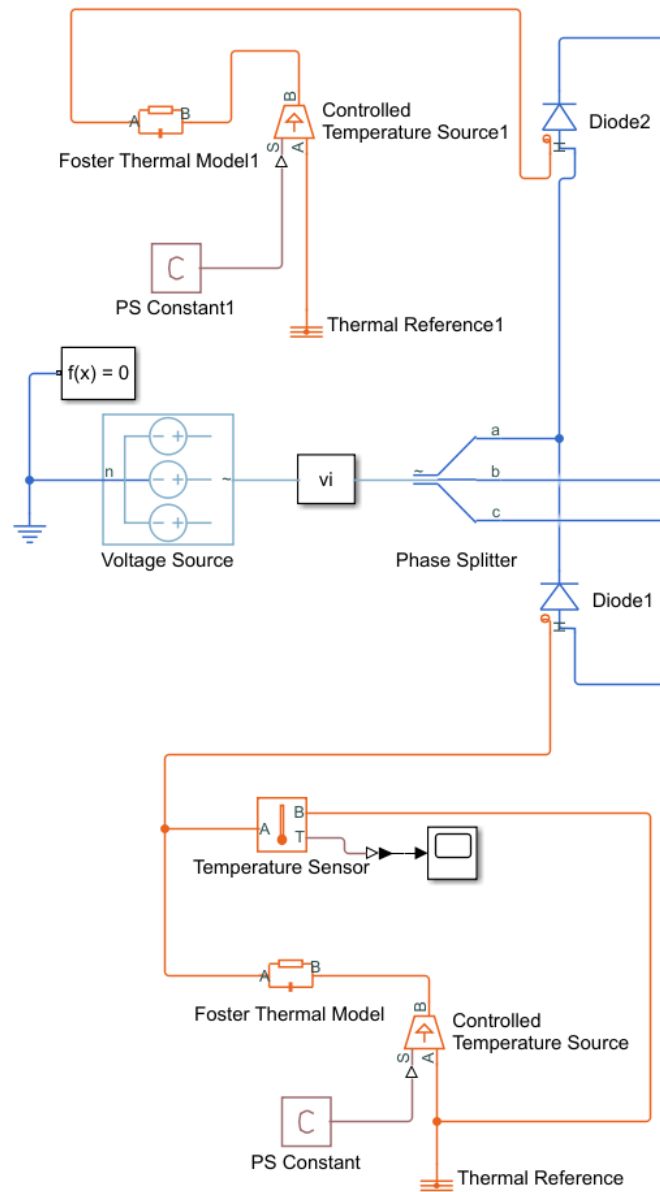 B
Controlled
Temperature Source1
Diode2
A B
Foster Thermal Model1
S A
H
C
PS Constant1
Thermal Reference1
f(x) = 0
a
n
~
vi
~
b
c
Voltage Source
Phase Splitter
Diode1
H
B
A
T
Temperature Sensor
A B
Foster Thermal Model
B
Controlled
Temperature Source
S A
C
PS Constant
Thermal Reference